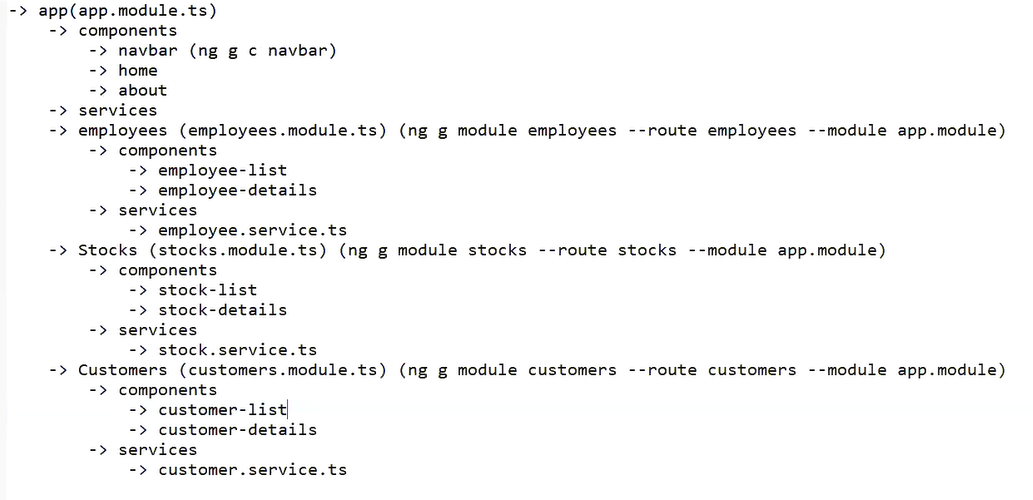 -> app(app.module.ts)
-> components
-> navbar (ng g c navbar)
-> home
-> about
-> services
-> employees (employees.module.ts) (ng g module employees --route employees --module app.module)
-> components
-> employee-list
-> employee-details
-> services
-> employee.service.ts
-> Stocks (stocks.module.ts) (ng g module stocks --route stocks --module app.module)
-> components
-> stock-list
-> stock-details
-> services
-> stock.service.ts
-> Customers (customers.module.ts) (ng g module customers --route customers --module app.module)
-> components
-> customer-list
-> customer-details
-> services
-> customer.service.ts